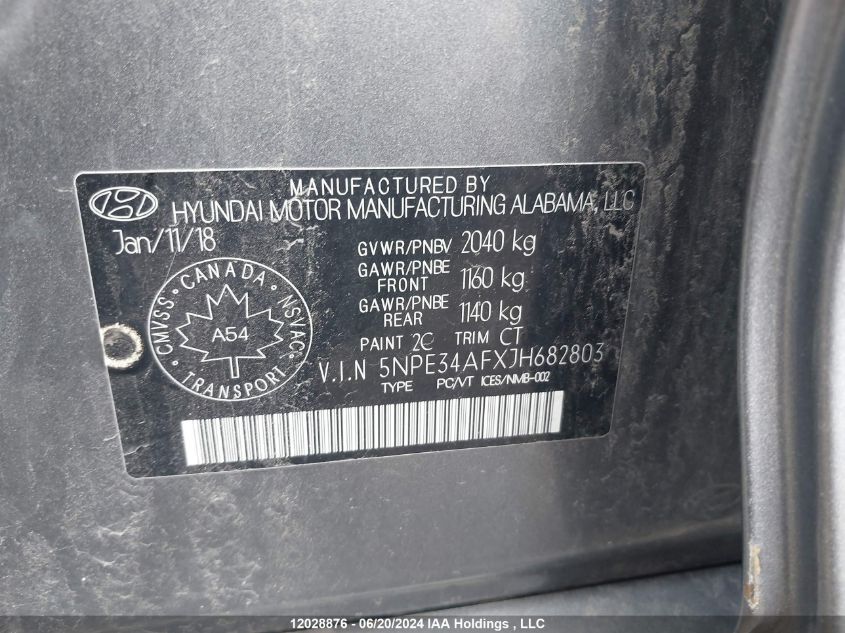 MANUFACTURED BY
HYUNDAI MOTOR MANUFACTURING ALABAMA, LLC
Jan/11/18
GVWR/PNBV 2040 kg
GAWR/PNBE
FRONT 1160 kg
GAWR/PNBE
REAR 1140 kg
PAINT 2C TRIM CT
V.I.N 5NPE34AFXJH682803
TYPE PC/VT ICES/NMB-002
CANADA
CMVSS • NSVAC
A54
TRANSPORT
12028876 - 06/20/2024 IAA Holdings , LLC